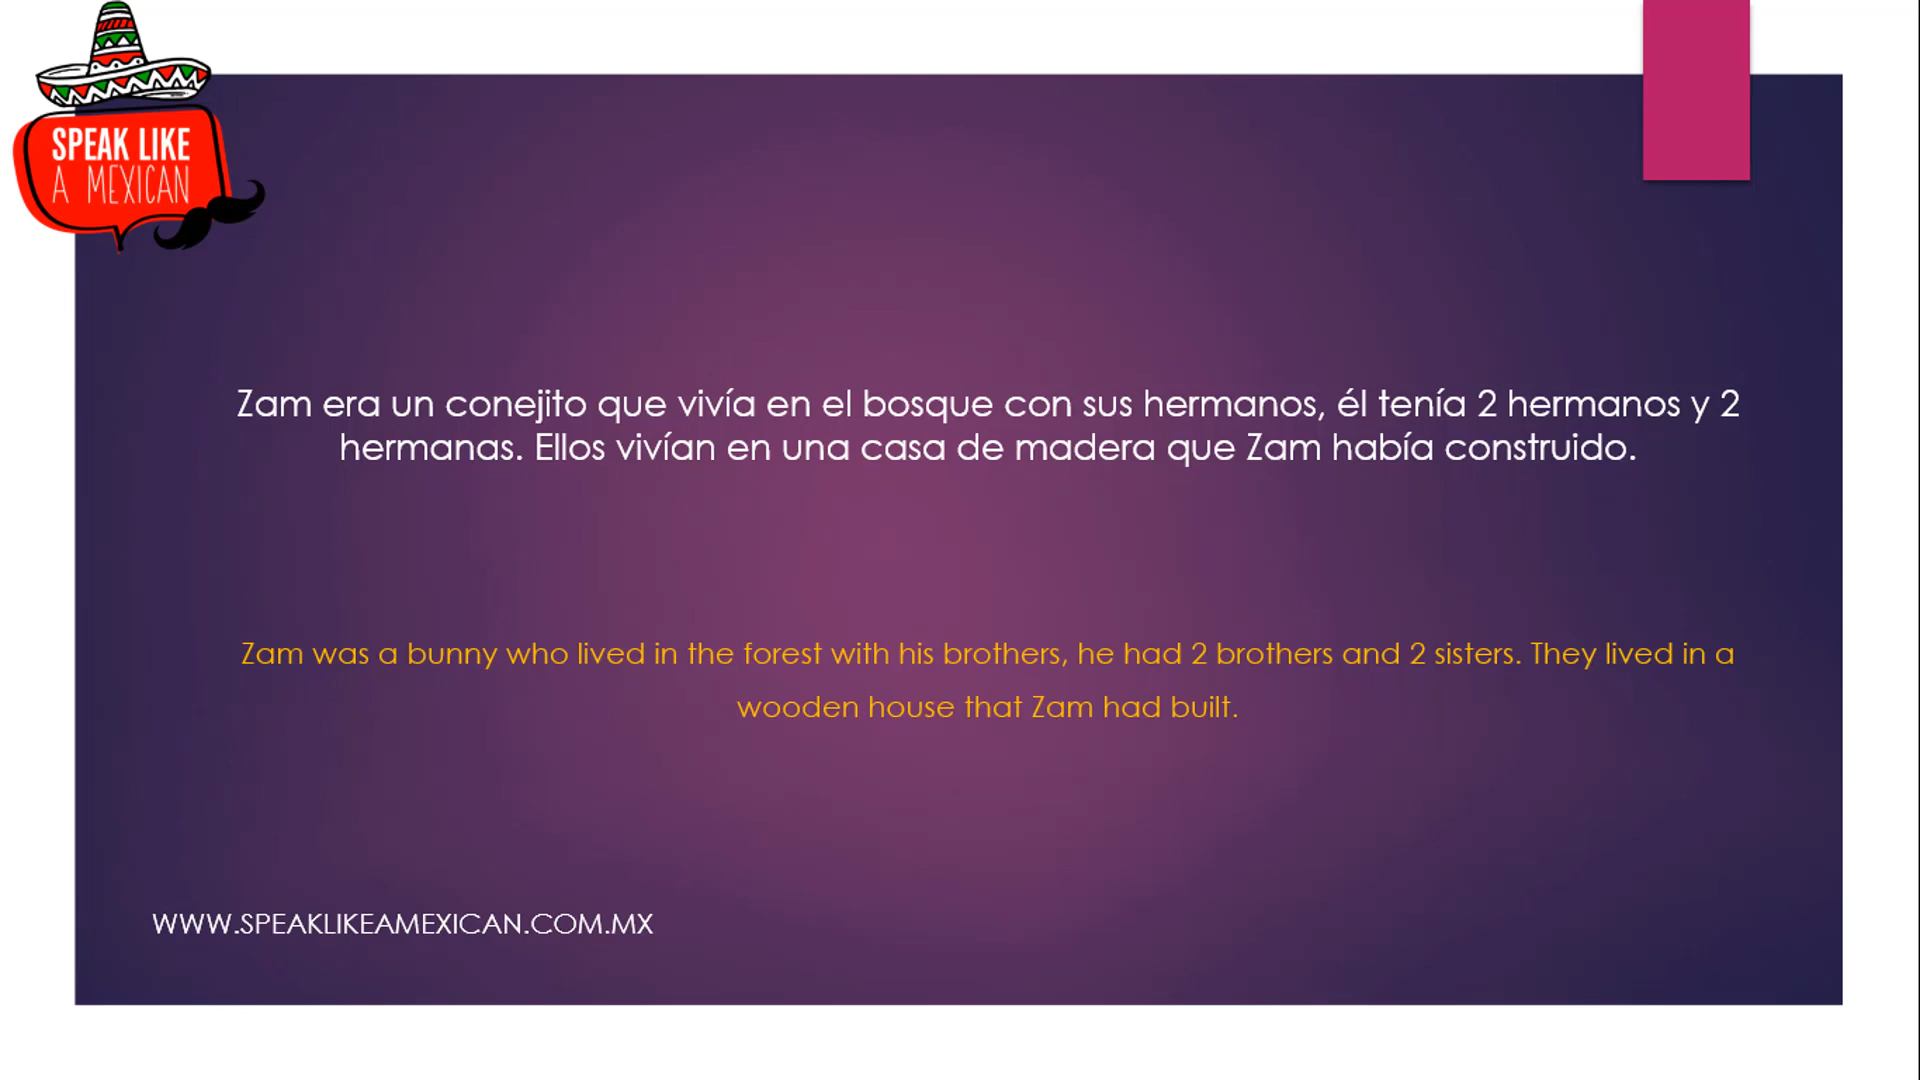 SPEAK LIKE
A MEXICAN
Zam era un conejito que vivía en el bosque con sus hermanos, él tenía 2 hermanos y 2
hermanas. Ellos vivían en una casa de madera que Zam había construido.
Zam was a bunny who lived in the forest with his brothers, he had 2 brothers and 2 sisters. They lived in a
wooden house that Zam had built.
WWW.SPEAKLIKEAMEXICAN.COM.MX